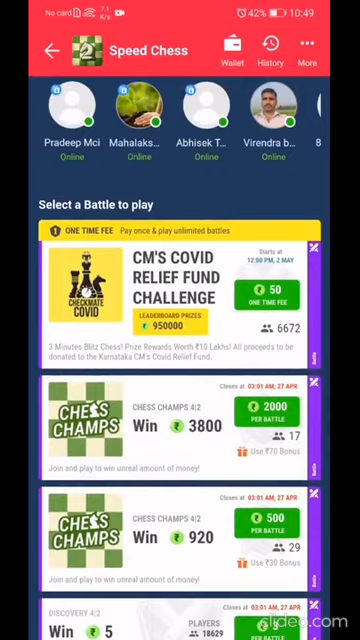 No card 7.1 K/s 42% 10:49
Speed Chess
Wallet History More
Pradeep Mci Mahalaks... Abhisek T... Virendra b... 8
Online Online Online Online
Select a Battle to play
ONE TIME FEE Pay once & play unlimited battles
CM'S COVID
RELIEF FUND
CHALLENGE
Starts at
12:00 PM, 2 MAY
₹ 50
ONE TIME FEE
CHECKMATE
COVID
LEADERBOARD PRIZES
₹ 950000
6672
3 Minutes Blitz Chess! Prize Rewards Worth ₹10 Lakhs! All proceeds to be
donated to the Karnataka CM's Covid Relief Fund.
Battle
Closes at 03:01 AM, 27 APR
CHESS
CHAMPS
CHESS CHAMPS 4|2
Win ₹ 3800
₹ 2000
PER BATTLE
17
Use ₹70 Bonus
Join and play to win unreal amount of money!
Battle
Closes at 03:01 AM, 27 APR
CHESS
CHAMPS
CHESS CHAMPS 4|2
Win ₹ 920
₹ 500
PER BATTLE
29
Use ₹30 Bonus
Join and play to win unreal amount of money!
Battle
Closes at 03:01 AM, 27 APR
DISCOVERY 4|2
Win ₹ 5
PLAYERS
18629
₹ 3
clideo.com